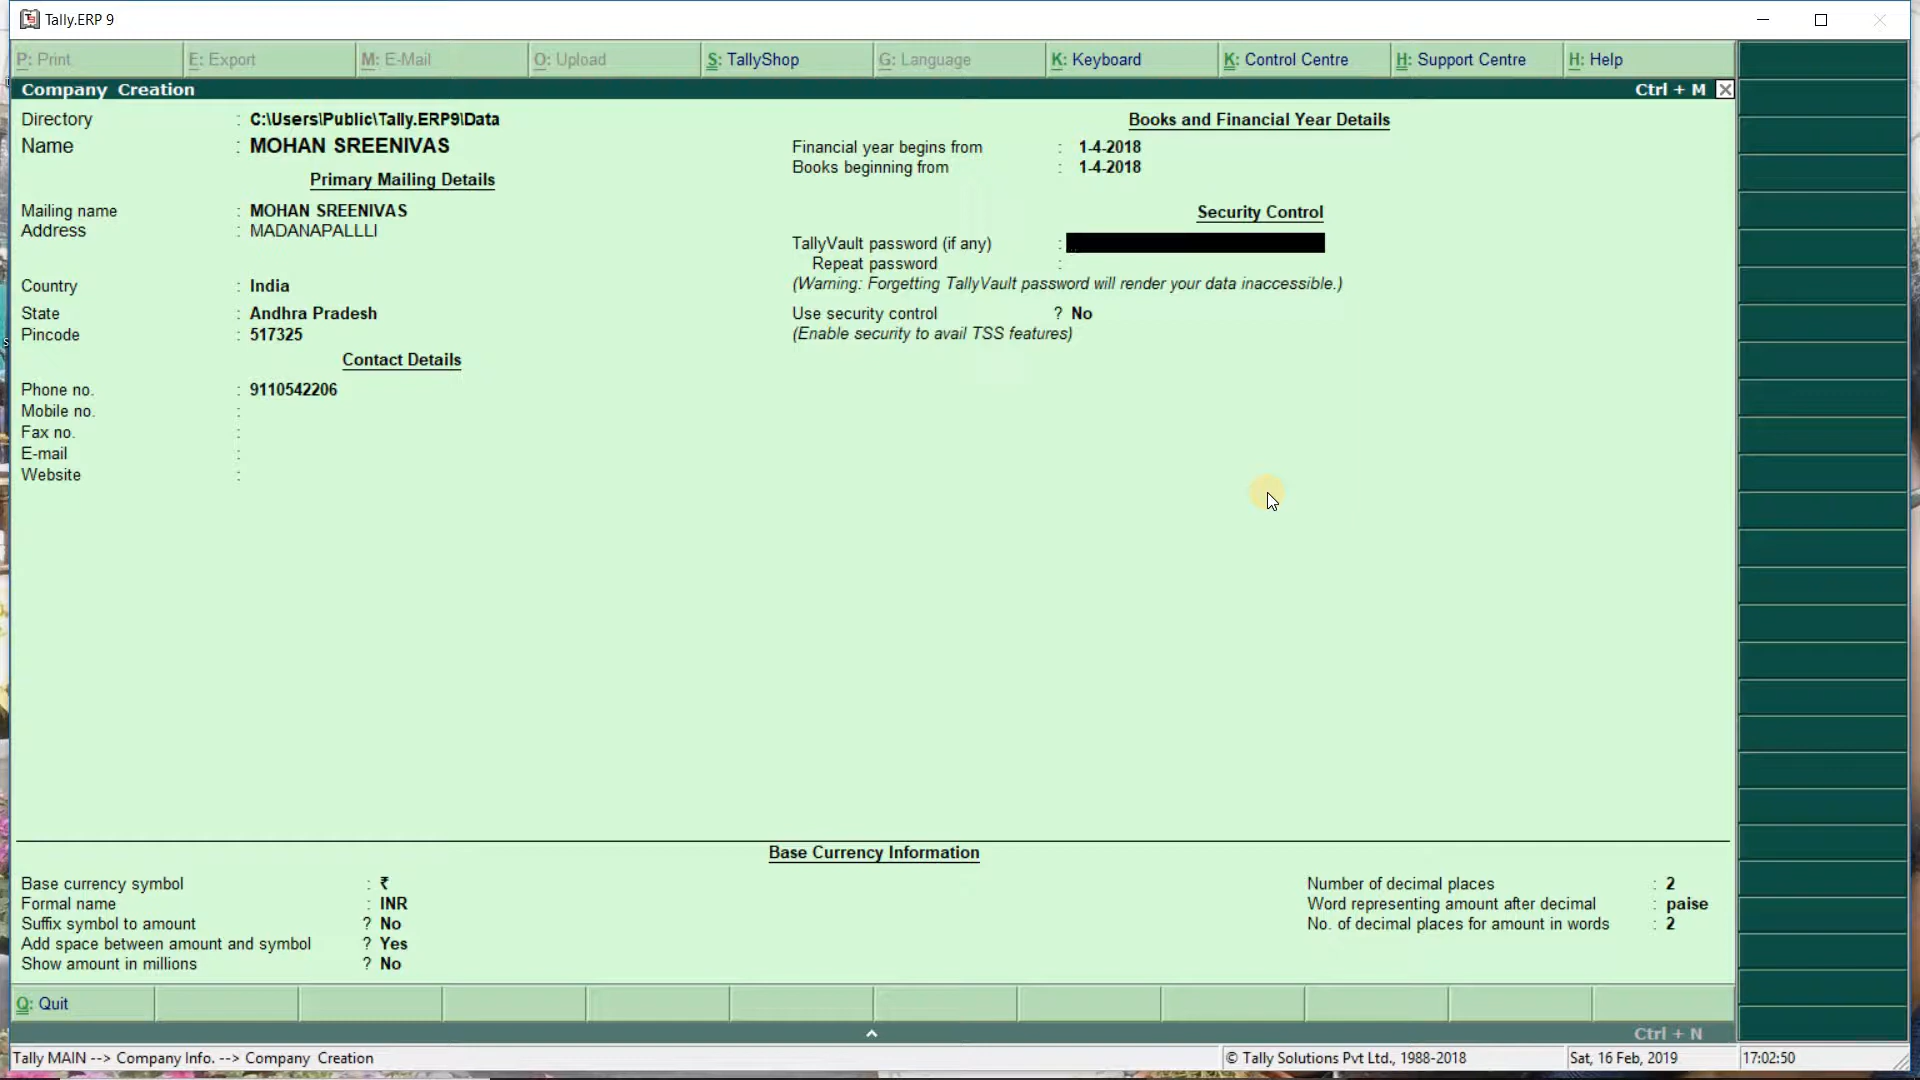 Tally.ERP 9
P: Print E: Export M: E-Mail O: Upload S: TallyShop G: Language K: Keyboard K: Control Centre H: Support Centre H: Help
Company Creation Ctrl + M
Directory : C:\Users\Public\Tally.ERP9\Data
Name : MOHAN SREENIVAS
Primary Mailing Details
Mailing name : MOHAN SREENIVAS
Address : MADANAPALLLI
Country : India
State : Andhra Pradesh
Pincode : 517325
Contact Details
Phone no. : 9110542206
Mobile no. :
Fax no. :
E-mail :
Website :
Books and Financial Year Details
Financial year begins from : 1-4-2018
Books beginning from : 1-4-2018
Security Control
TallyVault password (if any) :
Repeat password :
(Warning: Forgetting TallyVault password will render your data inaccessible.)
Use security control ? No
(Enable security to avail TSS features)
Base Currency Information
Base currency symbol : ₹
Formal name : INR
Suffix symbol to amount ? No
Add space between amount and symbol ? Yes
Show amount in millions ? No
Number of decimal places : 2
Word representing amount after decimal : paise
No. of decimal places for amount in words : 2
Q: Quit
Ctrl + N
Tally MAIN --> Company Info. --> Company Creation © Tally Solutions Pvt Ltd., 1988-2018 Sat, 16 Feb, 2019 17:02:50